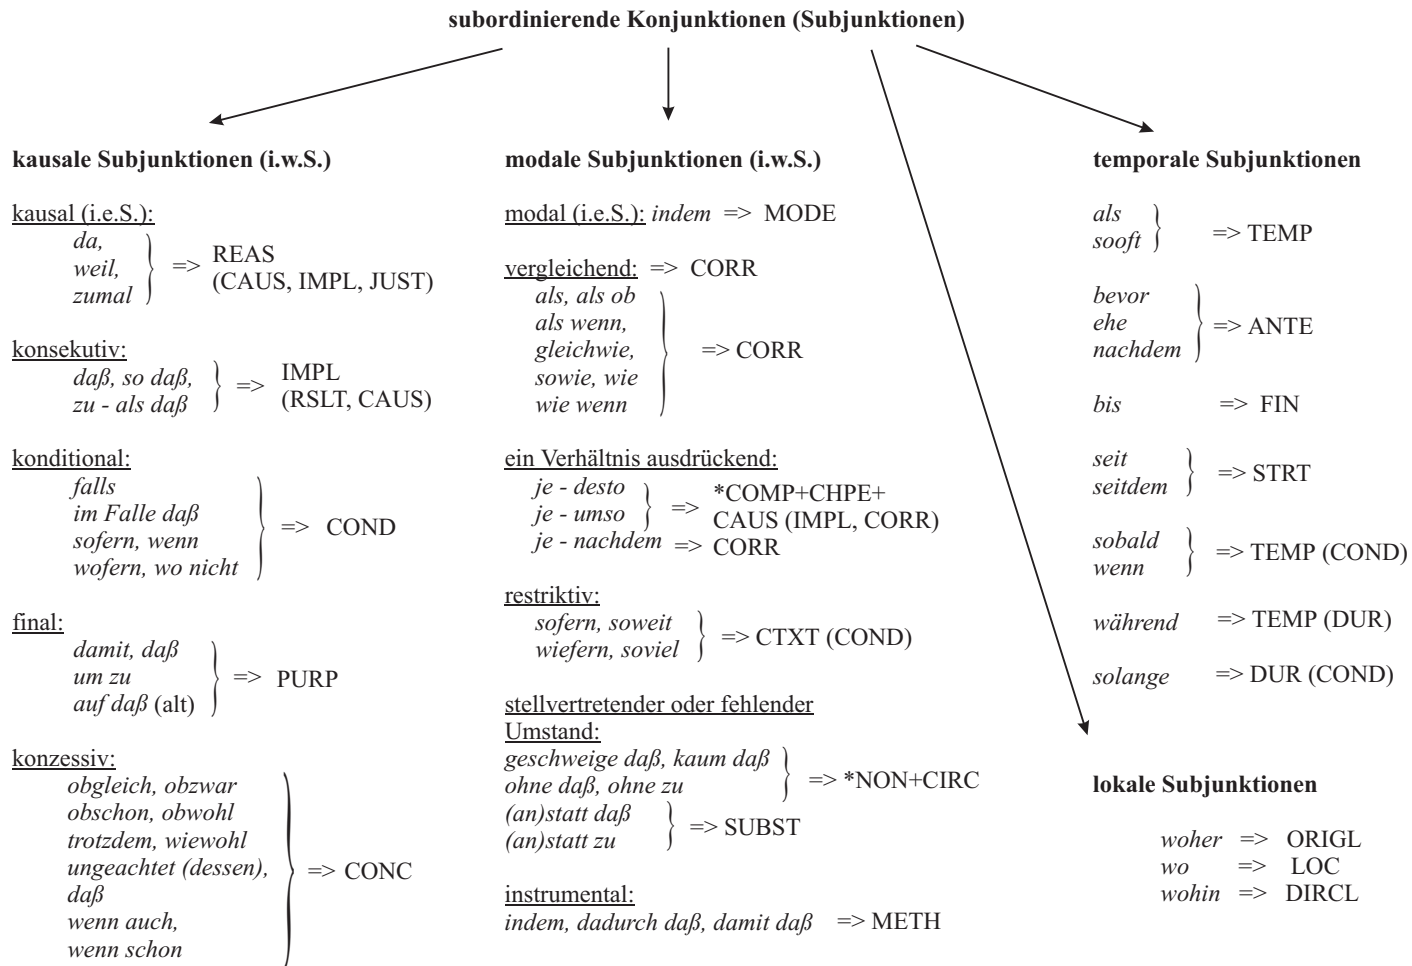 subordinierende Konjunktionen (Subjunktionen)
kausale Subjunktionen (i.w.S.)
kausal (i.e.S.):
da,
weil,
zumal
=> REAS
(CAUS, IMPL, JUST)
konsekutiv:
daß, so daß,
zu - als daß
=> IMPL
(RSLT, CAUS)
konditional:
falls
im Falle daß
sofern, wenn
wofern, wo nicht
=> COND
final:
damit, daß
um zu
auf daß (alt)
=> PURP
konzessiv:
obgleich, obzwar
obschon, obwohl
trotzdem, wiewohl
ungeachtet (dessen),
daß
wenn auch,
wenn schon
=> CONC
modale Subjunktionen (i.w.S.)
modal (i.e.S.): indem => MODE
vergleichend: => CORR
als, als ob
als wenn,
gleichwie,
sowie, wie
wie wenn
=> CORR
ein Verhältnis ausdrückend:
je - desto
je - umso
=> *COMP+CHPE+
CAUS (IMPL, CORR)
je - nachdem => CORR
restriktiv:
sofern, soweit
wiefern, soviel
=> CTXT (COND)
stellvertretender oder fehlender
Umstand:
geschweige daß, kaum daß
ohne daß, ohne zu
=> *NON+CIRC
(an)statt daß
(an)statt zu
=> SUBST
instrumental:
indem, dadurch daß, damit daß => METH
temporale Subjunktionen
als
sooft
=> TEMP
bevor
ehe
nachdem
=> ANTE
bis => FIN
seit
seitdem
=> STRT
sobald
wenn
=> TEMP (COND)
während => TEMP (DUR)
solange => DUR (COND)
lokale Subjunktionen
woher => ORIGL
wo => LOC
wohin => DIRCL